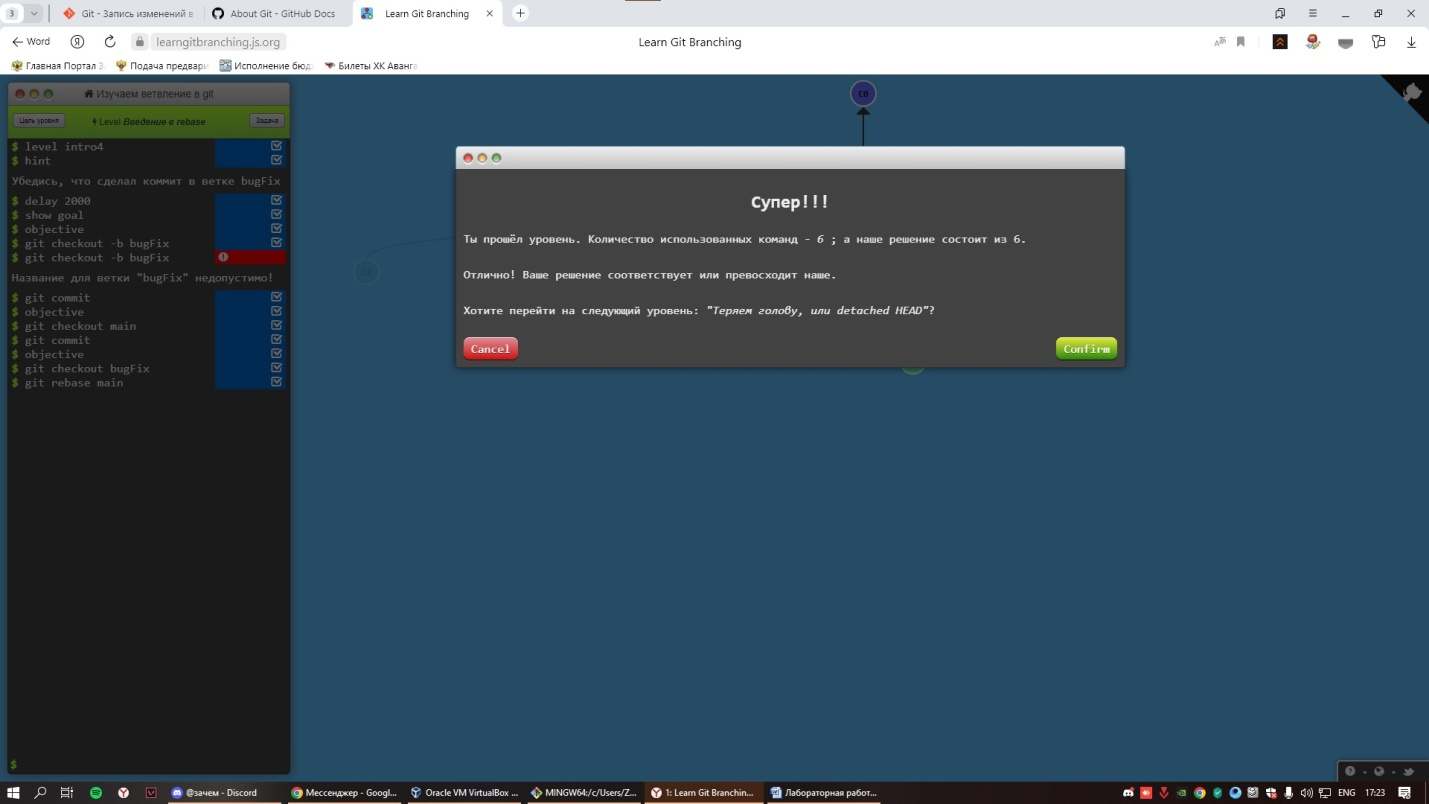 3
Git - Запись изменений в
About Git - GitHub Docs
Learn Git Branching
Word
learngitbranching.js.org
Learn Git Branching
Главная Портал З
Подача предвари
Исполнение бюд
Билеты ХК Аванга
Изучаем ветвление в git
Цель уровня
Level Введение в rebase
Задача
$ level intro4
$ hint
Убедись, что сделал коммит в ветке bugFix
$ delay 2000
$ show goal
$ objective
$ git checkout -b bugFix
$ git checkout -b bugFix
Название для ветки "bugFix" недопустимо!
$ git commit
$ objective
$ git checkout main
$ git commit
$ objective
$ git checkout bugFix
$ git rebase main
$
C0
Супер!!!
Ты прошёл уровень. Количество использованных команд - 6 ; а наше решение состоит из 6.
Отлично! Ваше решение соответствует или превосходит наше.
Хотите перейти на следующий уровень: "Теряем голову, или detached HEAD"?
Cancel
Confirm
@зачем - Discord
Мессенджер - Googl...
Oracle VM VirtualBox ...
MINGW64:/c/Users/Z...
1: Learn Git Branchin...
Лабораторная работ...
ENG
17:23